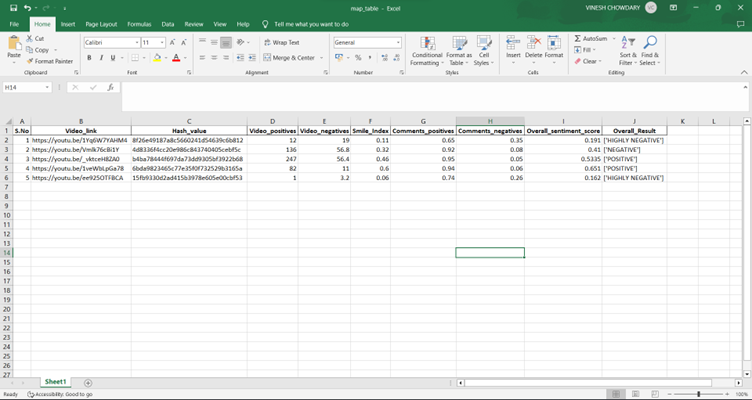 map_table - Excel
VINESH CHOWDARY
VC
File Home Insert Page Layout Formulas Data Review View Help Tell me what you want to do
Paste
Cut
Copy
Format Painter
Clipboard
Calibri 11
B I U
Font
Wrap Text
Merge & Center
Alignment
General
Number
Conditional Formatting
Format as Table
Cell Styles
Styles
Insert Delete Format
Cells
AutoSum
Fill
Clear
Sort & Filter
Find & Select
Editing
H14 fx
A B C D E F G H I J K L
1 S.No Video_link Hash_value Video_positives Video_negatives Smile_Index Comments_positives Comments_negatives Overall_sentiment_score Overall_Result
2 1 https://youtu.be/1Yq6W7YAHM4 8f26e49187a8c5660241d54639c6b812 12 19 0.11 0.65 0.35 0.191 ['HIGHLY NEGATIVE']
3 2 https://youtu.be/Vmlk76cBi1Y 4d8336f4cc20e986c843740405cebf5c 136 56.8 0.32 0.92 0.08 0.41 ['NEGATIVE']
4 3 https://youtu.be/_vktceH8ZA0 b4ba78444f697da73dd9305bf3922b68 247 56.4 0.46 0.95 0.05 0.5335 ['POSITIVE']
5 4 https://youtu.be/1veWbLpGa78 6bda9823465c77e35f0f732529b3165a 82 11 0.6 0.94 0.06 0.651 ['POSITIVE']
6 5 https://youtu.be/ee925OTFBCA 15fb9330d2ad415b3978e605e00cbf53 1 3.2 0.06 0.74 0.26 0.162 ['HIGHLY NEGATIVE']
7
8
9
10
11
12
13
14
15
16
17
18
19
20
21
22
23
24
25
26
27
Sheet1
Ready Accessibility: Good to go 100%